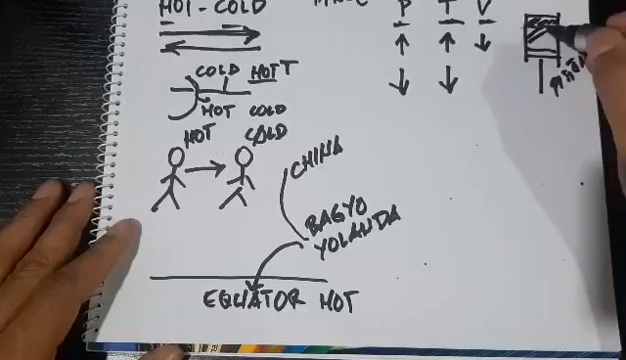 HOT - COLD
P T V
COLD HOTT
HOT COLD
HOT COLD
CHINA
BAGYO
YOLANDA
EQUATOR HOT